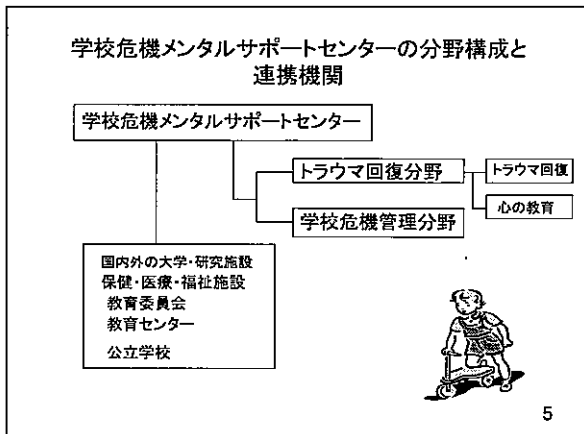 学校危機メンタルサポートセンターの分野構成と
連携機関
学校危機メンタルサポートセンター
トラウマ回復分野
トラウマ回復
心の教育
学校危機管理分野
国内外の大学・研究施設
保健・医療・福祉施設
教育委員会
教育センター
公立学校
5